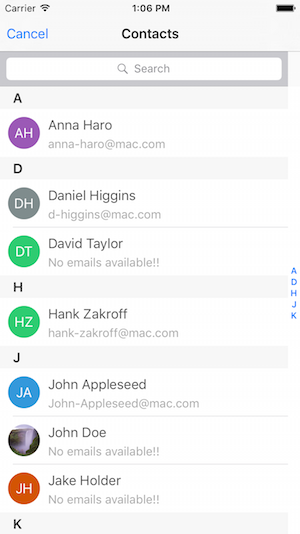 Carrier 1:06 PM
Cancel Contacts
Search
A
AH Anna Haro
anna-haro@mac.com
D
DH Daniel Higgins
d-higgins@mac.com
DT David Taylor
No emails available!!
H
HZ Hank Zakroff
hank-zakroff@mac.com
J
JA John Appleseed
John-Appleseed@mac.com
John Doe
No emails available!!
JH Jake Holder
No emails available!!
K
A
D
H
J
K